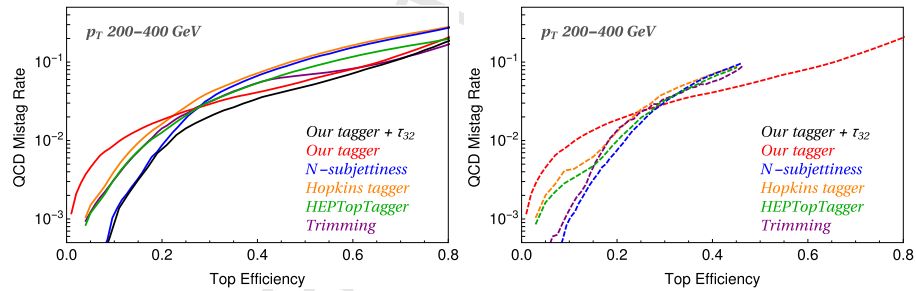 p_T 200−400 GeV
QCD Mistag Rate
10^−1
10^−2
10^−3
Our tagger + τ_32
Our tagger
N−subjettiness
Hopkins tagger
HEPTopTagger
Trimming
0.0 0.2 0.4 0.6 0.8
Top Efficiency
p_T 200−400 GeV
QCD Mistag Rate
10^−1
10^−2
10^−3
Our tagger + τ_32
Our tagger
N−subjettiness
Hopkins tagger
HEPTopTagger
Trimming
0.0 0.2 0.4 0.6 0.8
Top Efficiency